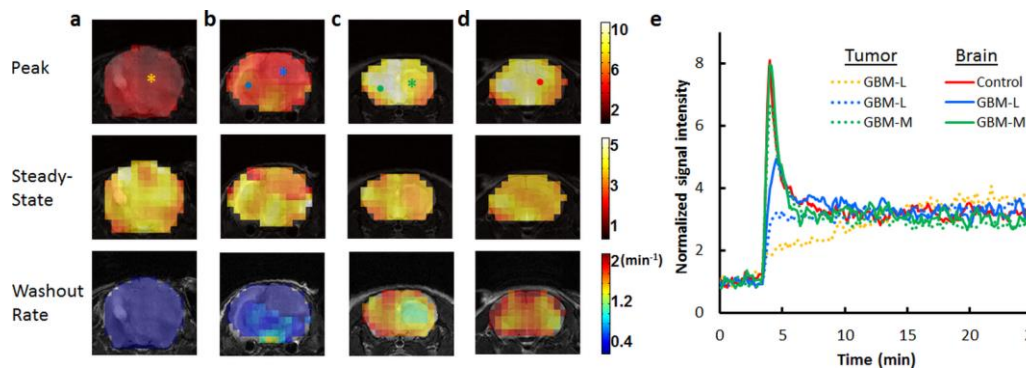 a b c d e
Peak
10
6
2
Steady-
State
5
3
1
Washout
Rate
2(min⁻¹)
1.2
0.4
Normalized signal intensity
8
6
4
2
0
Tumor Brain
GBM-L Control
GBM-L GBM-L
GBM-M GBM-M
0 5 10 15 20
Time (min)